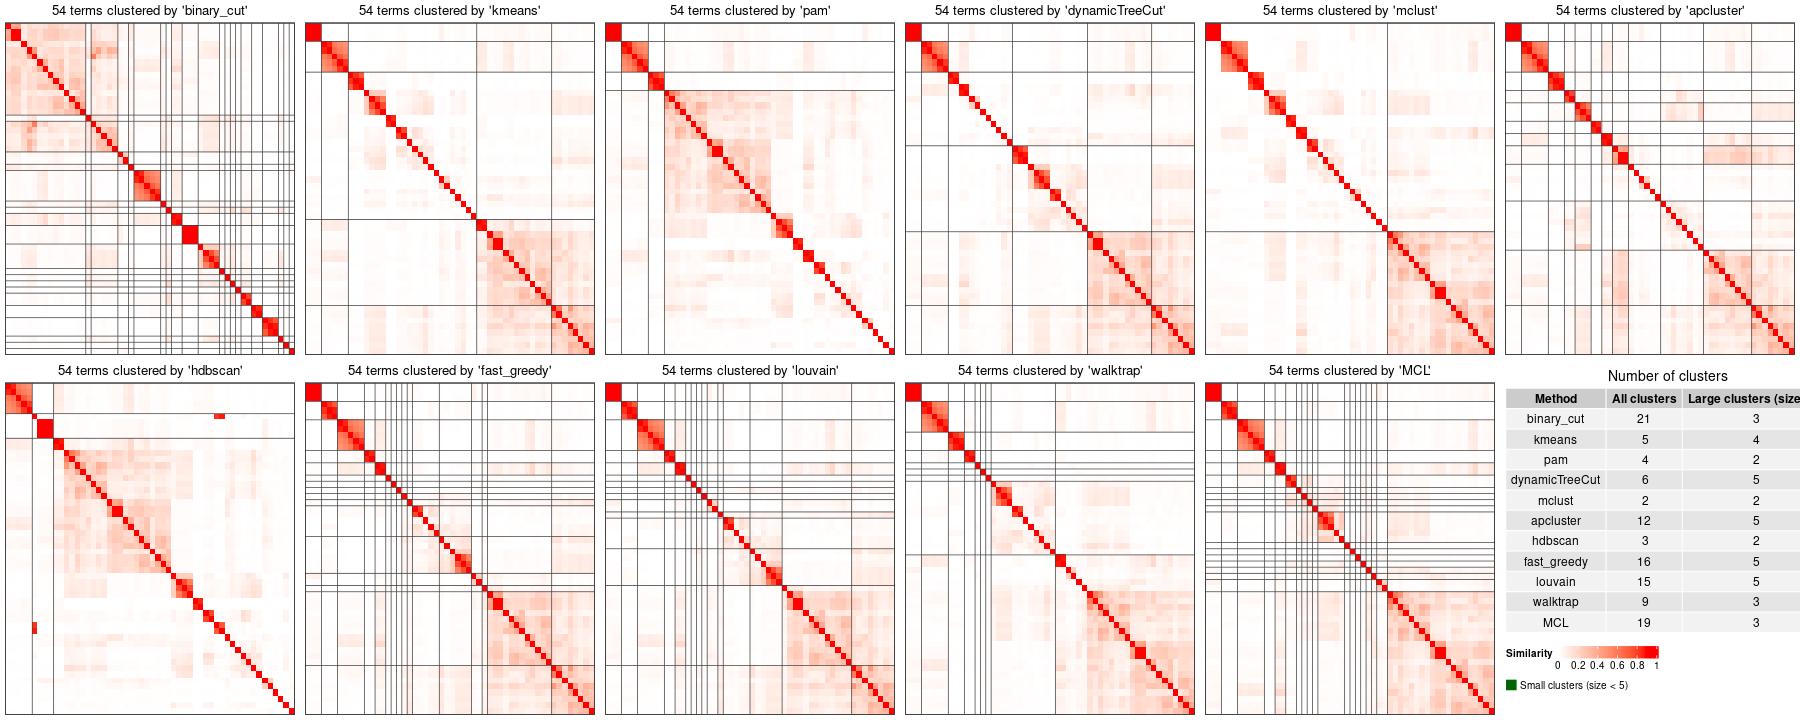 54 terms clustered by 'binary_cut'
54 terms clustered by 'kmeans'
54 terms clustered by 'pam'
54 terms clustered by 'dynamicTreeCut'
54 terms clustered by 'mclust'
54 terms clustered by 'apcluster'
54 terms clustered by 'hdbscan'
54 terms clustered by 'fast_greedy'
54 terms clustered by 'louvain'
54 terms clustered by 'walktrap'
54 terms clustered by 'MCL'
Number of clusters
Method All clusters Large clusters (size
binary_cut 21 3
kmeans 5 4
pam 4 2
dynamicTreeCut 6 5
mclust 2 2
apcluster 12 5
hdbscan 3 2
fast_greedy 16 5
louvain 15 5
walktrap 9 3
MCL 19 3
Similarity
0 0.2 0.4 0.6 0.8 1
Small clusters (size < 5)